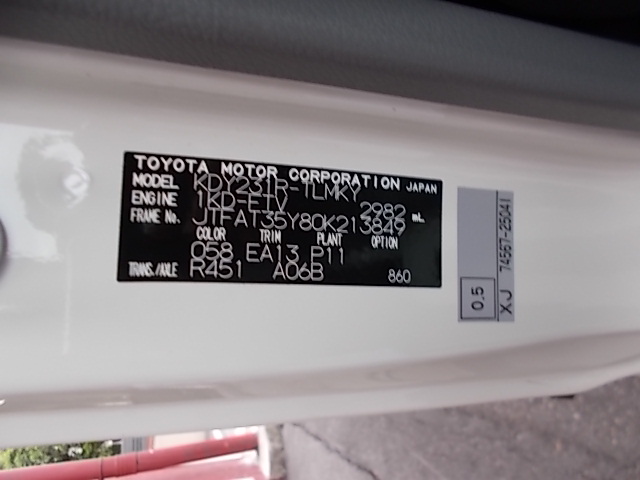 TOYOTA MOTOR CORPORATION JAPAN
MODEL KDY231R-TLMKY
ENGINE 1KD-FTV 2982 mL
FRAME No. JTFAT35Y80K213849
COLOR TRIM PLANT OPTION
058 EA13 P11
TRANS./AXLE R451 A06B 860
0.5
XJ 74567-25041